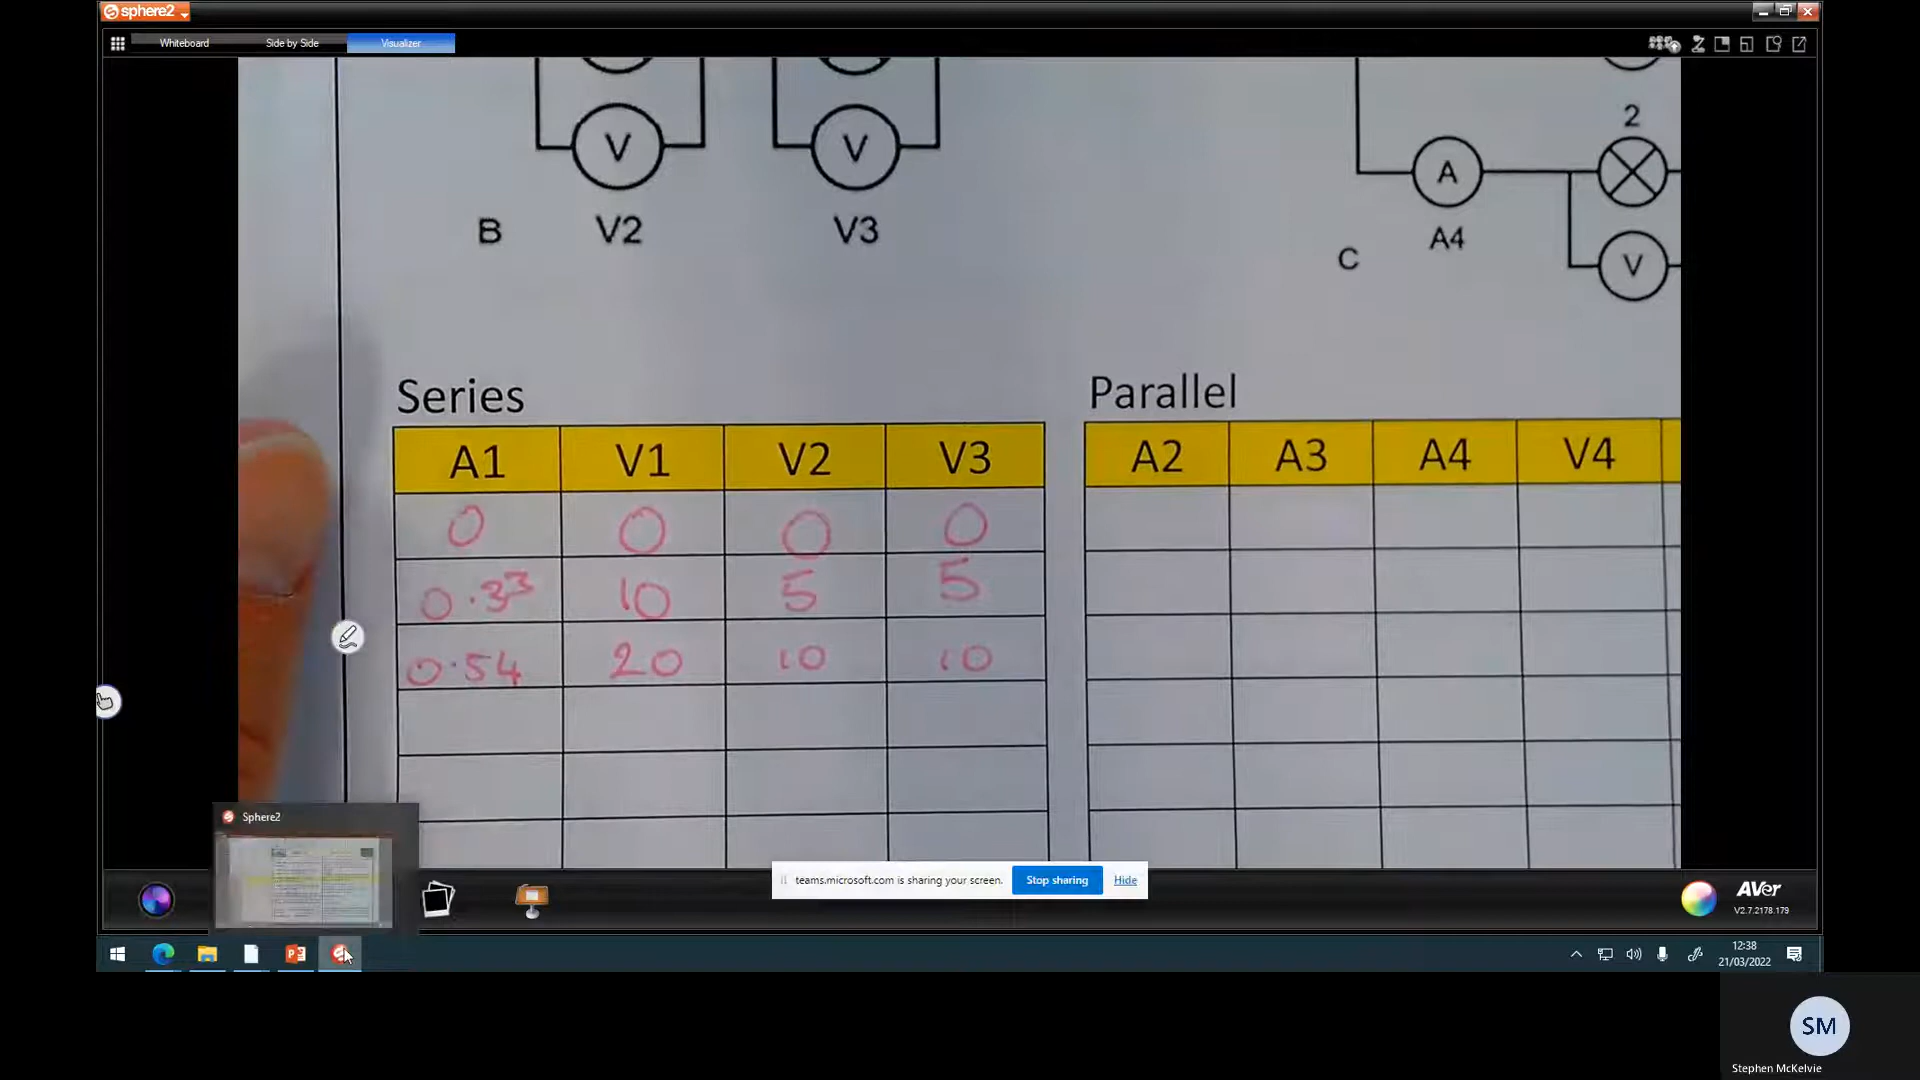 sphere2
Whiteboard Side by Side Visualizer
2
V V A
B V2 V3 A4
C V
Series
A1 V1 V2 V3
0 0 0 0
0.33 10 5 5
0.54 20 10 10
Parallel
A2 A3 A4 V4
Sphere2
teams.microsoft.com is sharing your screen. Stop sharing Hide
AVer
V2.7.2178.179
12:38
21/03/2022
SM
Stephen McKelvie